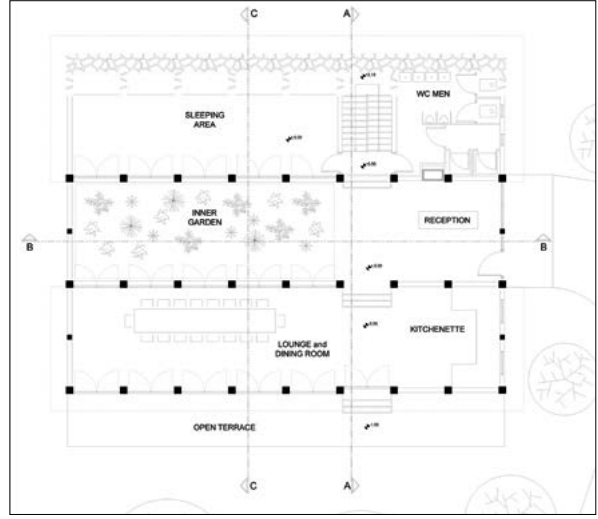 C
A
WC MEN
SLEEPING
AREA
INNER
GARDEN
RECEPTION
B
B
KITCHENETTE
LOUNGE and
DINING ROOM
OPEN TERRACE
C
A